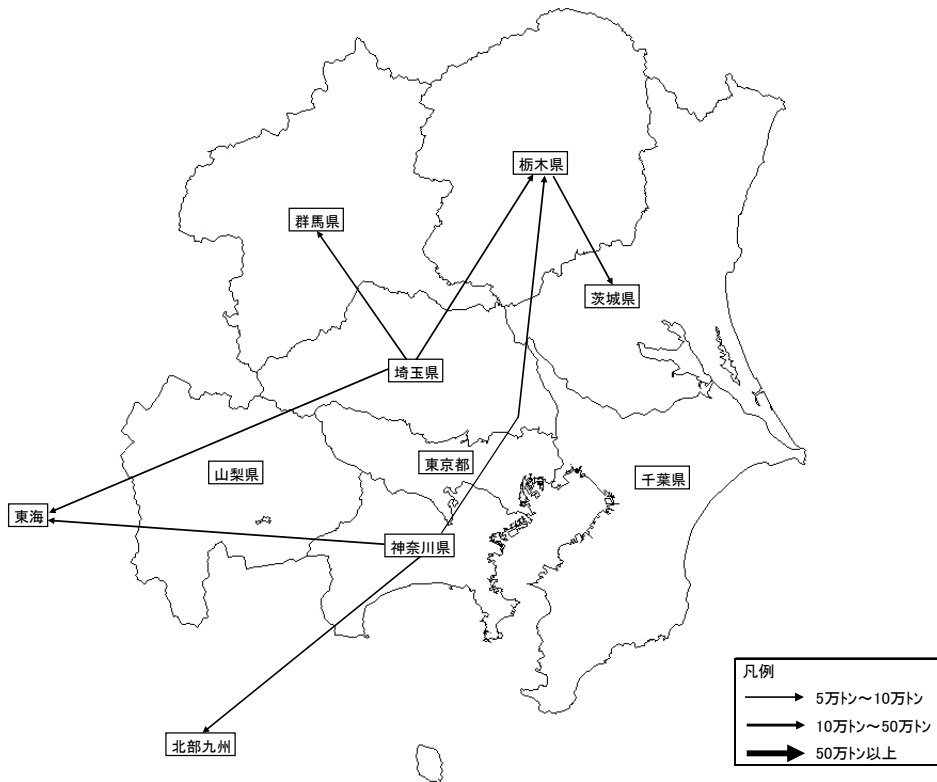 栃木県
群馬県
茨城県
埼玉県
東京都
山梨県
千葉県
東海
神奈川県
北部九州
凡例
5万トン～10万トン
10万トン～50万トン
50万トン以上